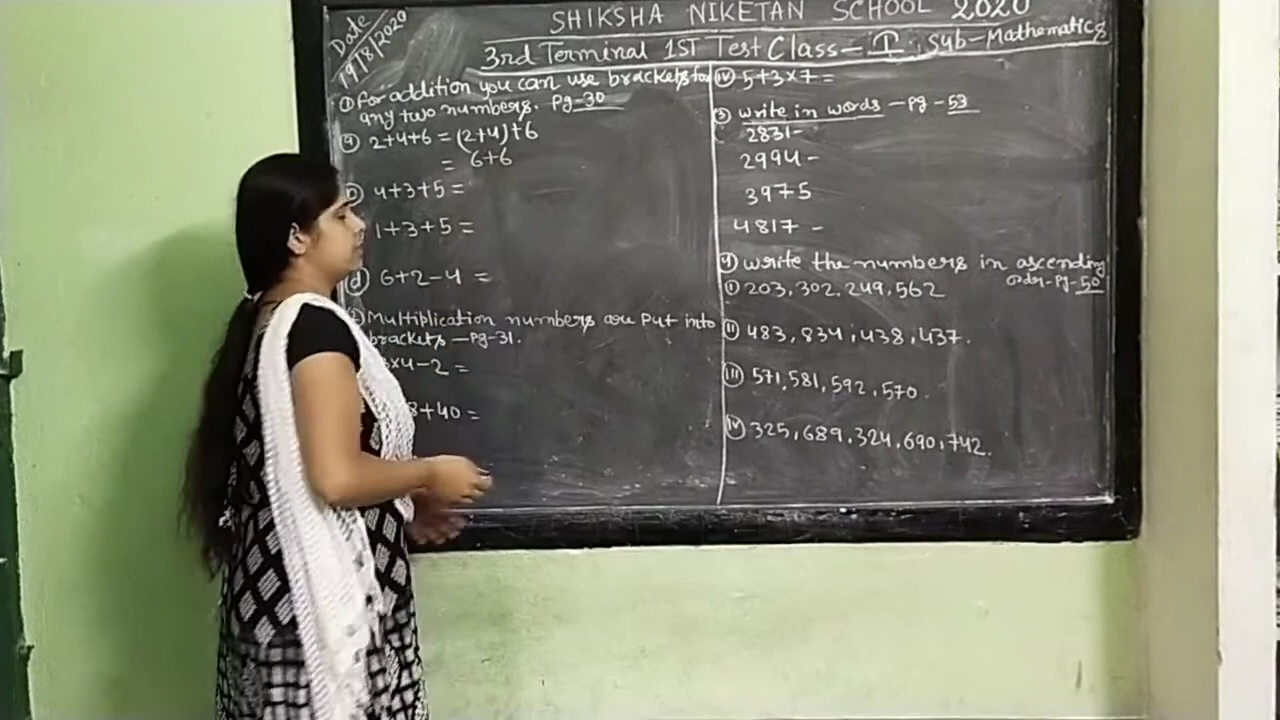 Date
19/8/2020
SHIKSHA NIKETAN SCHOOL 2020
3rd Terminal 1ST Test Class - I Sub - Mathematics
① For addition you can use brackets for
any two numbers. Pg-30
ⓐ 2+4+6 = (2+4)+6
= 6+6
ⓑ 4+3+5 =
1+3+5 =
ⓓ 6+2-4 =
Multiplication numbers are put into
brackets - Pg-31.
×4-2 =
8+40 =
ⓘⓥ 5+3×7 =
③ write in words - Pg - 53
2831-
2994 -
3975
4817 -
④ write the numbers in ascending
order-Pg-50
① 203, 302, 249, 562
ⓘⓘ 483, 834, 438, 437.
ⓘⓘⓘ 571, 581, 592, 570.
ⓘⓥ 325, 689, 324, 690, 742.